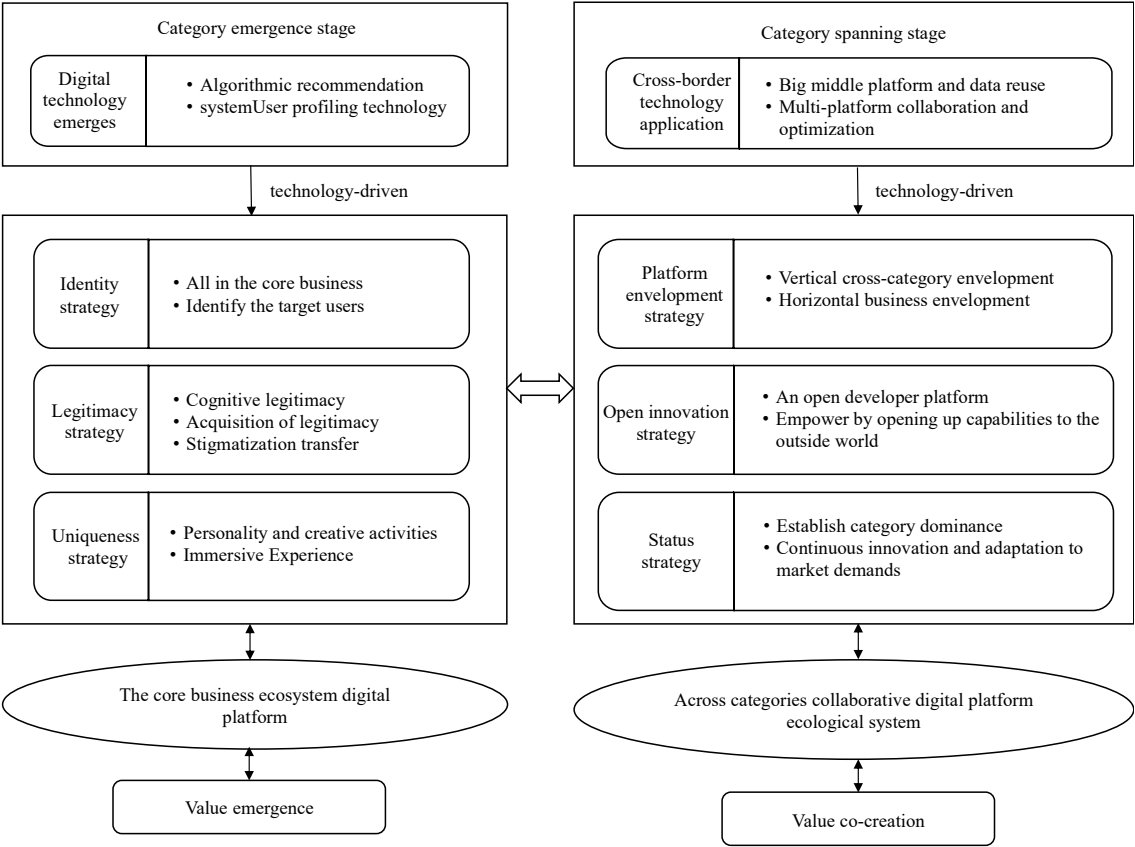 Category emergence stage
Digital
technology
emerges
• Algorithmic recommendation
• systemUser profiling technology
technology-driven
Identity
strategy
• All in the core business
• Identify the target users
Legitimacy
strategy
• Cognitive legitimacy
• Acquisition of legitimacy
• Stigmatization transfer
Uniqueness
strategy
• Personality and creative activities
• Immersive Experience
The core business ecosystem digital
platform
Value emergence
Category spanning stage
Cross-border
technology
application
• Big middle platform and data reuse
• Multi-platform collaboration and
optimization
technology-driven
Platform
envelopment
strategy
• Vertical cross-category envelopment
• Horizontal business envelopment
Open innovation
strategy
• An open developer platform
• Empower by opening up capabilities to the
outside world
Status
strategy
• Establish category dominance
• Continuous innovation and adaptation to
market demands
Across categories collaborative digital platform
ecological system
Value co-creation